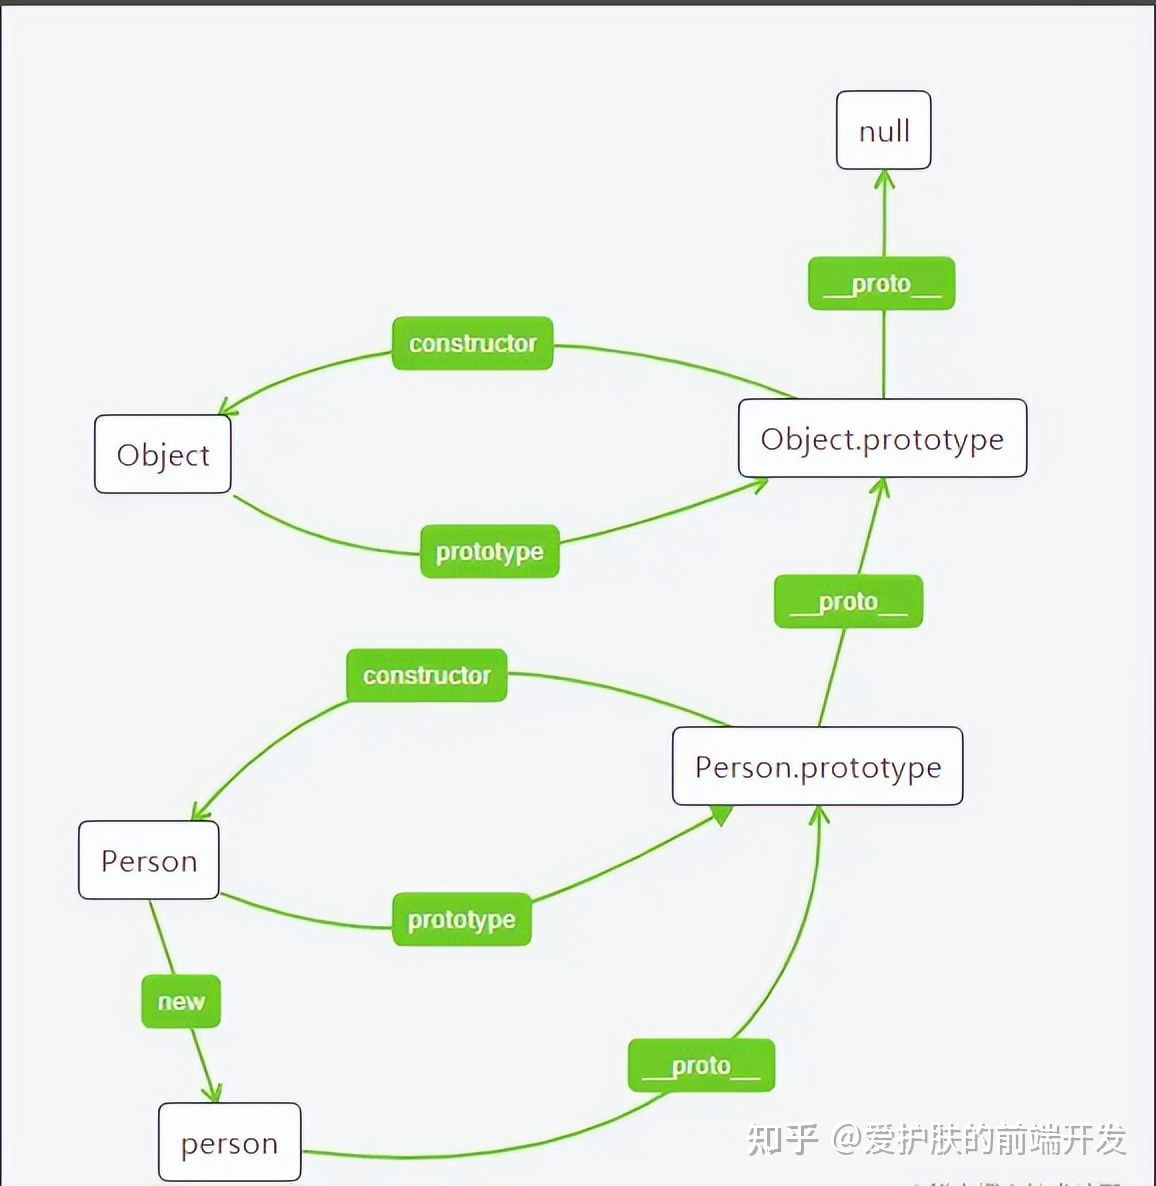 null
__proto__
constructor
Object
Object.prototype
prototype
__proto__
constructor
Person.prototype
Person
prototype
new
__proto__
person
知乎 @爱护肤的前端开发